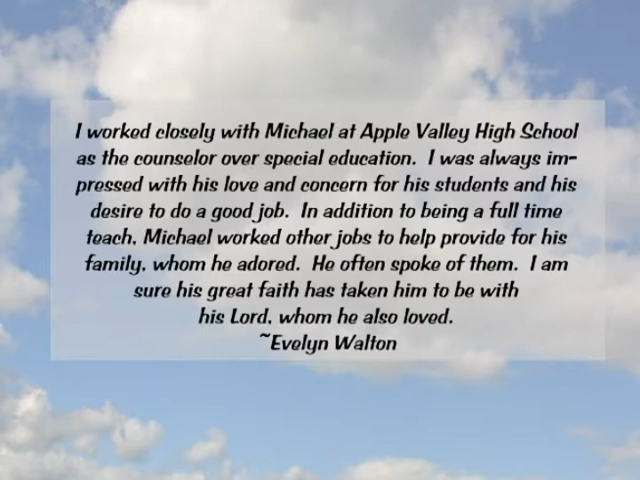 I worked closely with Michael at Apple Valley High School
as the counselor over special education.  I was always im-
pressed with his love and concern for his students and his
desire to do a good job.  In addition to being a full time
teach, Michael worked other jobs to help provide for his
family, whom he adored.  He often spoke of them.  I am
sure his great faith has taken him to be with
his Lord, whom he also loved.
~Evelyn Walton